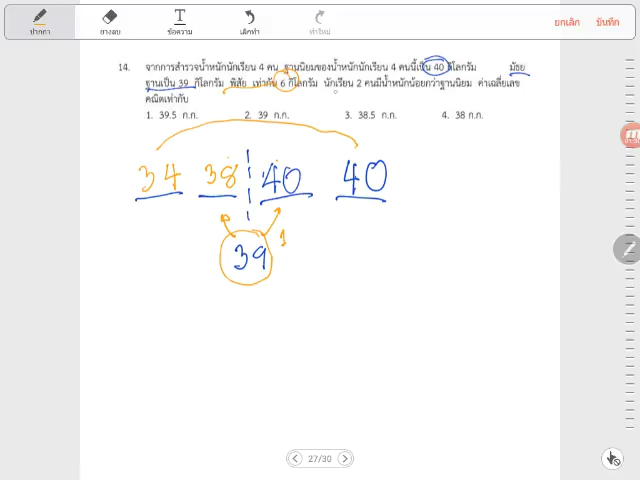 ปากกา
ยางลบ
ข้อความ
ย้อนกลับ
ทำใหม่
ยกเลิก
บันทึก
14. จากการสำรวจน้ำหนักนักเรียน 4 คน ฐานนิยมของน้ำหนักนักเรียน 4 คนนี้เป็น 40 กิโลกรัม มัธย
ฐานเป็น 39 กิโลกรัม พิสัย เท่ากับ 6 กิโลกรัม นักเรียน 2 คนมีน้ำหนักน้อยกว่าฐานนิยม ค่าเฉลี่ยเลข
คณิตเท่ากับ
1. 39.5 ก.ก. 2. 39 ก.ก. 3. 38.5 ก.ก. 4. 38 ก.ก.
34 38 40 40
39 1
27/30